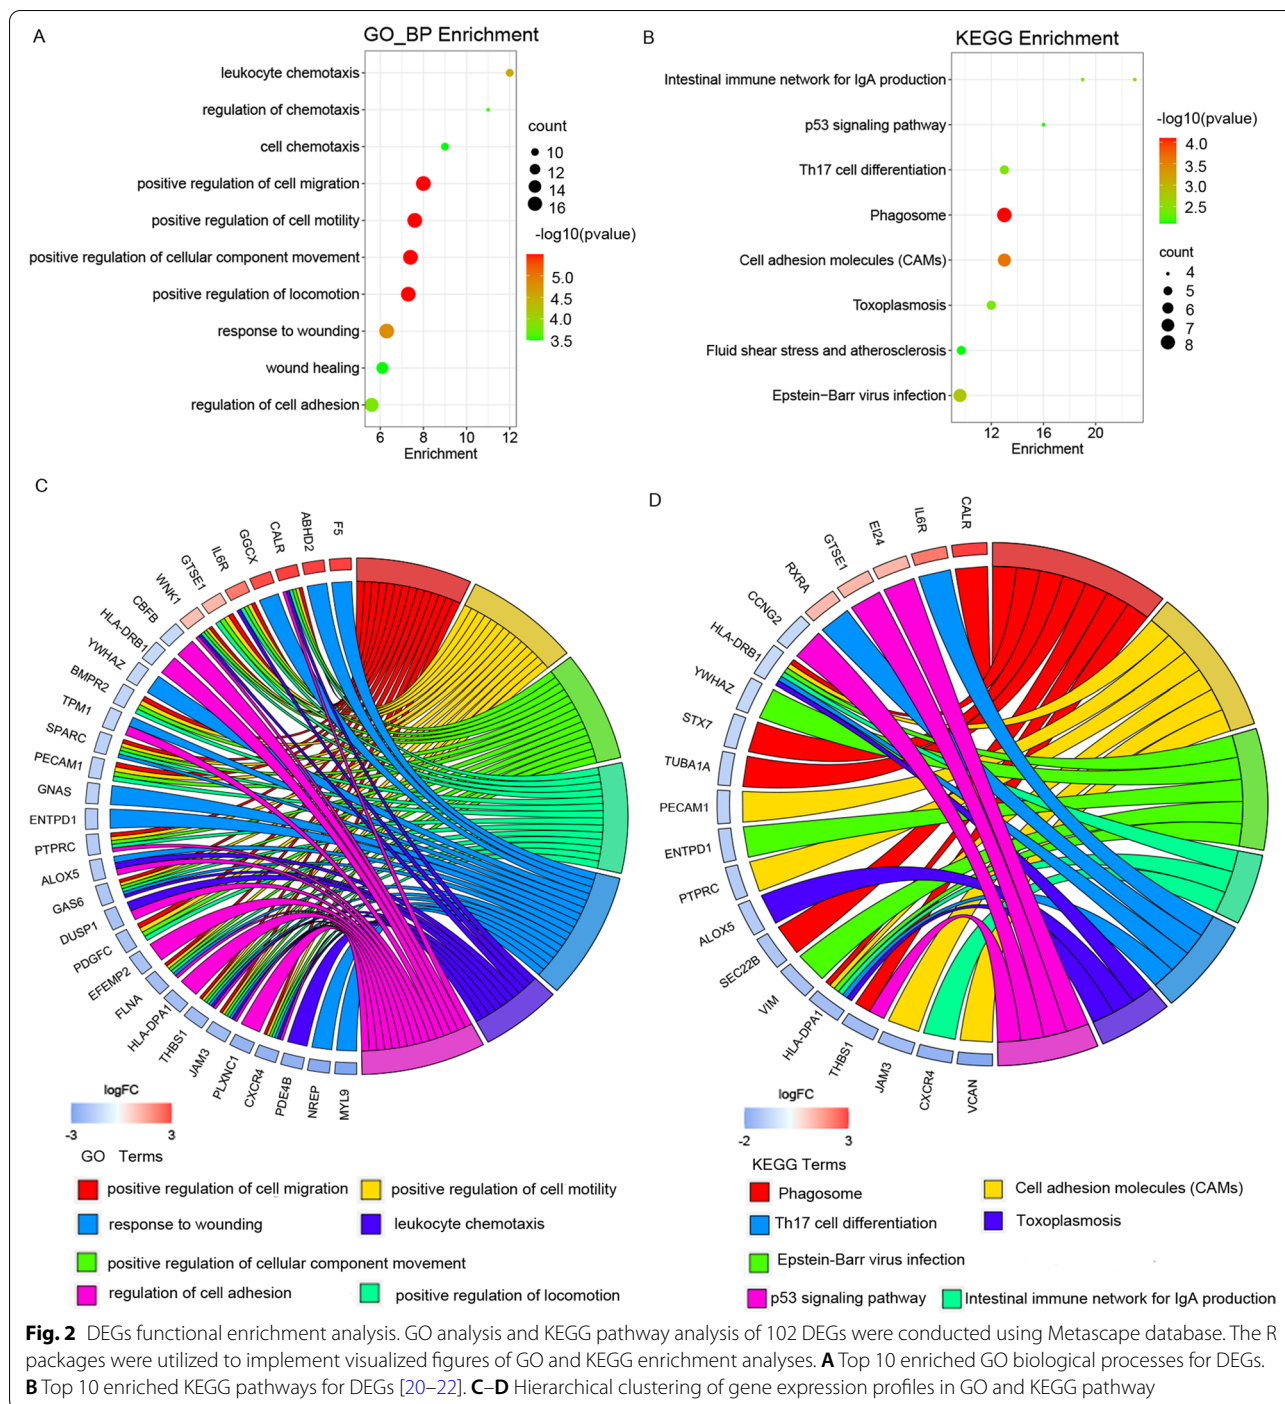 A
GO_BP Enrichment
leukocyte chemotaxis
regulation of chemotaxis
cell chemotaxis
positive regulation of cell migration
positive regulation of cell motility
positive regulation of cellular component movement
positive regulation of locomotion
response to wounding
wound healing
regulation of cell adhesion
6 8 10 12
Enrichment
count
10
12
14
16
-log10(pvalue)
5.0
4.5
4.0
3.5
B
KEGG Enrichment
Intestinal immune network for IgA production
p53 signaling pathway
Th17 cell differentiation
Phagosome
Cell adhesion molecules (CAMs)
Toxoplasmosis
Fluid shear stress and atherosclerosis
Epstein−Barr virus infection
12 16 20
Enrichment
-log10(pvalue)
4.0
3.5
3.0
2.5
count
4
5
6
7
8
C
F5
ABHD2
CALR
GGCX
IL6R
GTSE1
WNK1
CBFB
HLA-DRB1
YWHAZ
BMPR2
TPM1
SPARC
PECAM1
GNAS
ENTPD1
PTPRC
ALOX5
GAS6
DUSP1
PDGFC
EFEMP2
FLNA
HLA-DPA1
THBS1
JAM3
PLXNC1
CXCR4
PDE4B
NREP
MYL9
logFC
-3 3
GO Terms
positive regulation of cell migration
positive regulation of cell motility
response to wounding
leukocyte chemotaxis
positive regulation of cellular component movement
regulation of cell adhesion
positive regulation of locomotion
D
CALR
IL6R
EI24
GTSE1
RXRA
CCNG2
HLA-DRB1
YWHAZ
STX7
TUBA1A
PECAM1
ENTPD1
PTPRC
ALOX5
SEC22B
VIM
HLA-DPA1
THBS1
JAM3
CXCR4
VCAN
logFC
-2 3
KEGG Terms
Phagosome
Cell adhesion molecules (CAMs)
Th17 cell differentiation
Toxoplasmosis
Epstein-Barr virus infection
p53 signaling pathway
Intestinal immune network for IgA production
Fig. 2 DEGs functional enrichment analysis. GO analysis and KEGG pathway analysis of 102 DEGs were conducted using Metascape database. The R
packages were utilized to implement visualized figures of GO and KEGG enrichment analyses. A Top 10 enriched GO biological processes for DEGs.
B Top 10 enriched KEGG pathways for DEGs [20–22]. C–D Hierarchical clustering of gene expression profiles in GO and KEGG pathway